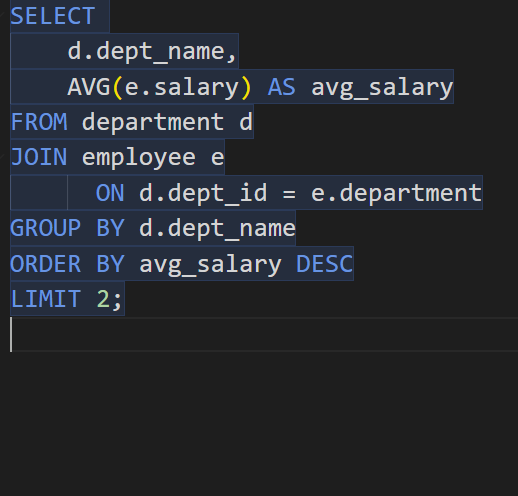 SELECT
    d.dept_name,
    AVG(e.salary) AS avg_salary
FROM department d
JOIN employee e
      ON d.dept_id = e.department
GROUP BY d.dept_name
ORDER BY avg_salary DESC
LIMIT 2;